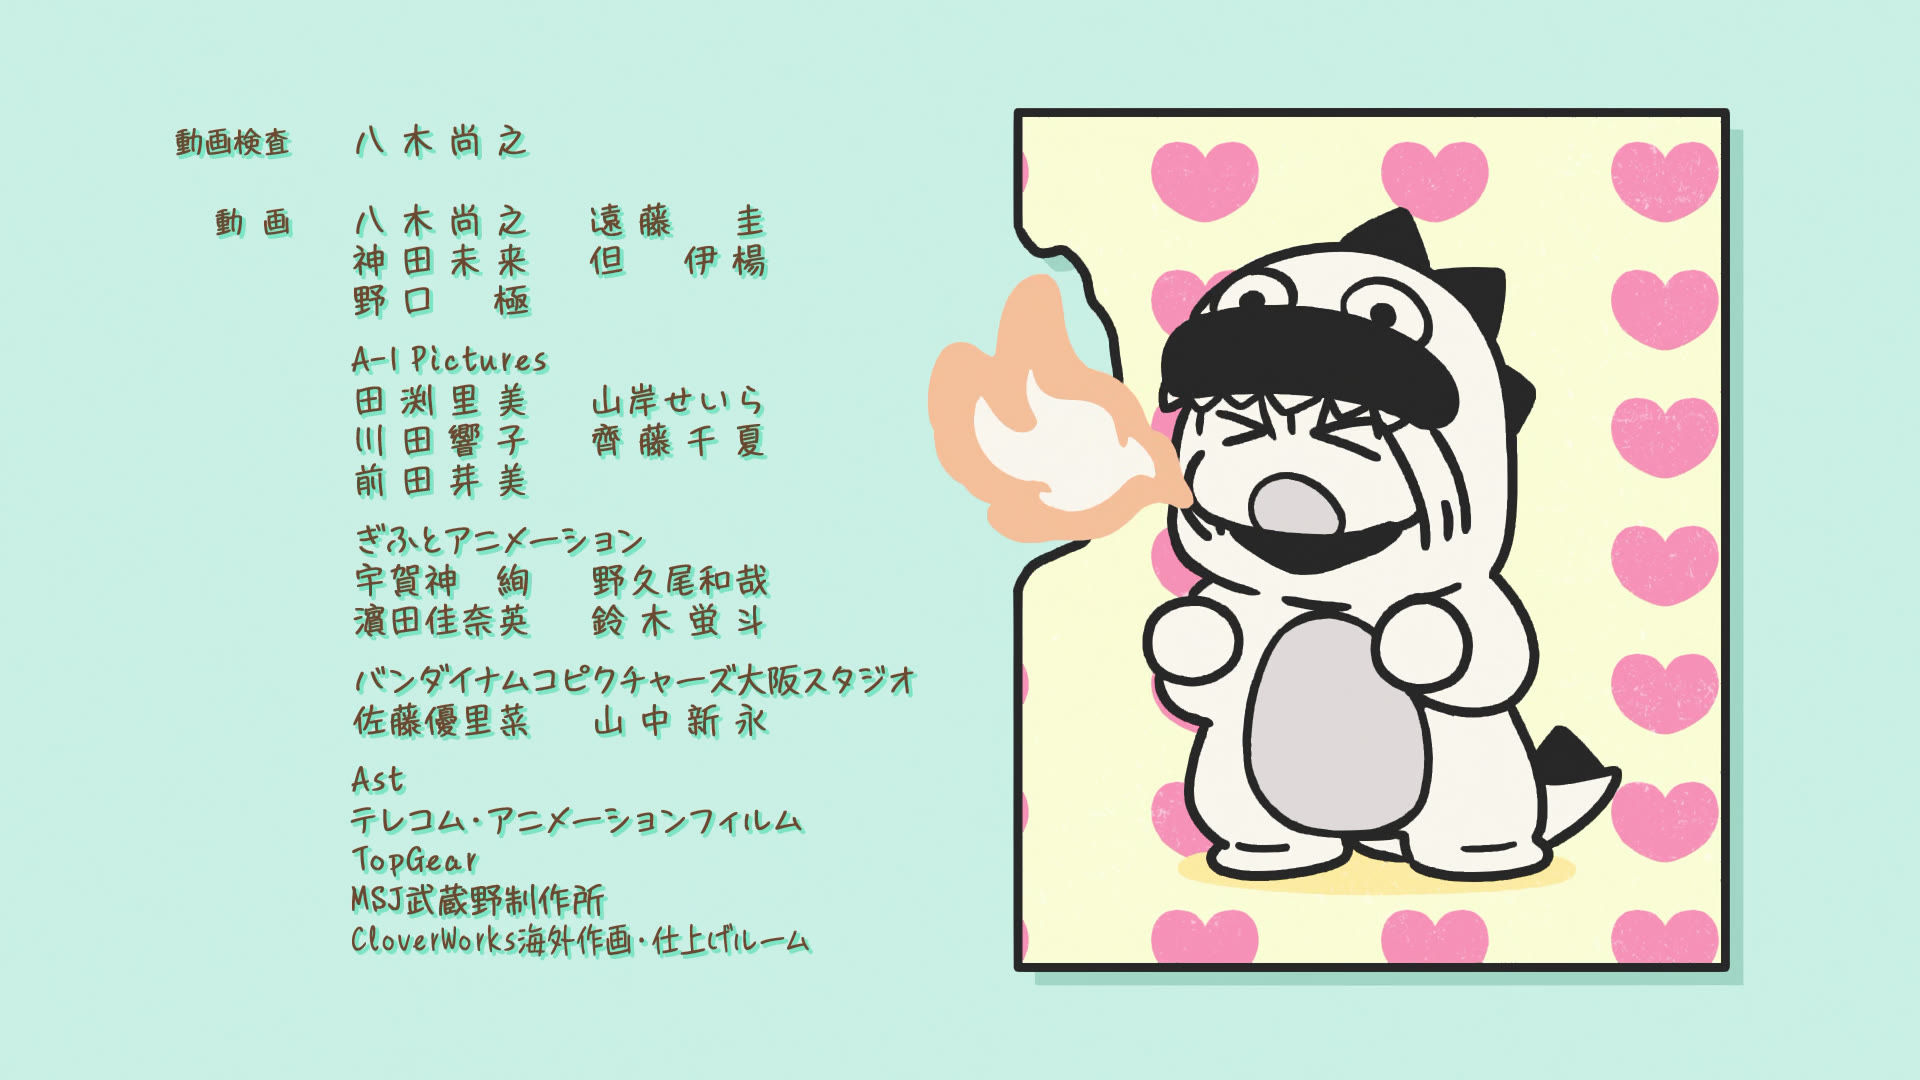 動画検査 八木尚之
動画 八木尚之 遠藤 圭
神田未来 但 伊楊
野口 極
A-1 Pictures
田渕里美 山岸せいら
川田響子 齊藤千夏
前田芽美
ぎふとアニメーション
宇賀神 絢 野久尾和哉
濵田佳奈英 鈴木蛍斗
バンダイナムコピクチャーズ大阪スタジオ
佐藤優里菜 山中新永
Ast
テレコム・アニメーションフィルム
TopGear
MSJ武蔵野制作所
CloverWorks海外作画・仕上げルーム